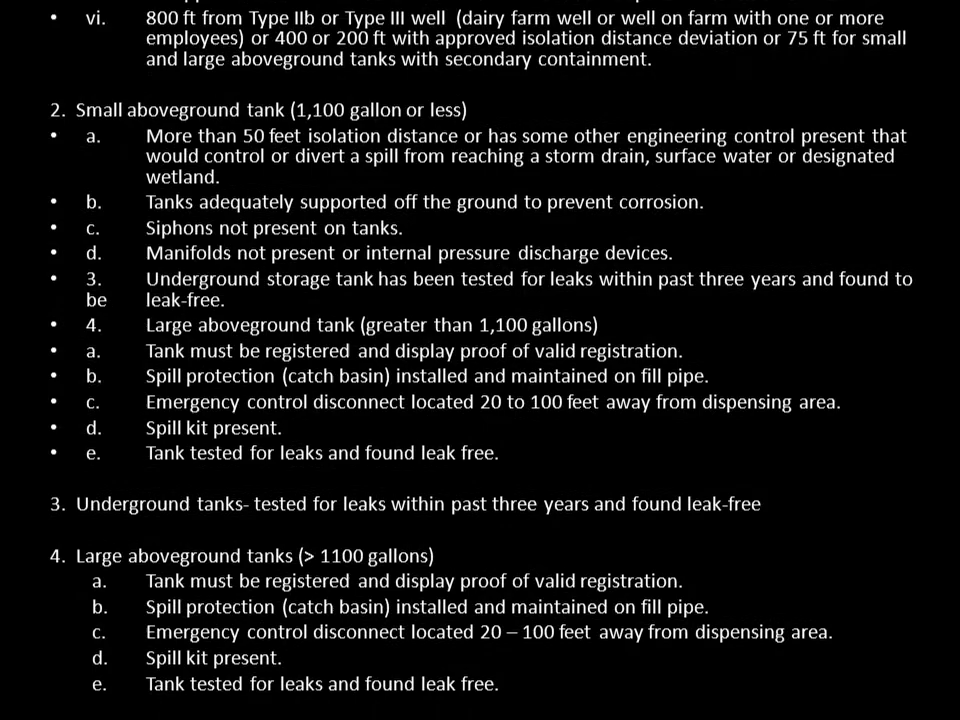 • vi. 800 ft from Type IIb or Type III well (dairy farm well or well on farm with one or more
employees) or 400 or 200 ft with approved isolation distance deviation or 75 ft for small
and large aboveground tanks with secondary containment.
2. Small aboveground tank (1,100 gallon or less)
• a. More than 50 feet isolation distance or has some other engineering control present that
would control or divert a spill from reaching a storm drain, surface water or designated
wetland.
• b. Tanks adequately supported off the ground to prevent corrosion.
• c. Siphons not present on tanks.
• d. Manifolds not present or internal pressure discharge devices.
• 3. Underground storage tank has been tested for leaks within past three years and found to
be leak-free.
• 4. Large aboveground tank (greater than 1,100 gallons)
• a. Tank must be registered and display proof of valid registration.
• b. Spill protection (catch basin) installed and maintained on fill pipe.
• c. Emergency control disconnect located 20 to 100 feet away from dispensing area.
• d. Spill kit present.
• e. Tank tested for leaks and found leak free.
3. Underground tanks- tested for leaks within past three years and found leak-free
4. Large aboveground tanks (> 1100 gallons)
a. Tank must be registered and display proof of valid registration.
b. Spill protection (catch basin) installed and maintained on fill pipe.
c. Emergency control disconnect located 20 – 100 feet away from dispensing area.
d. Spill kit present.
e. Tank tested for leaks and found leak free.